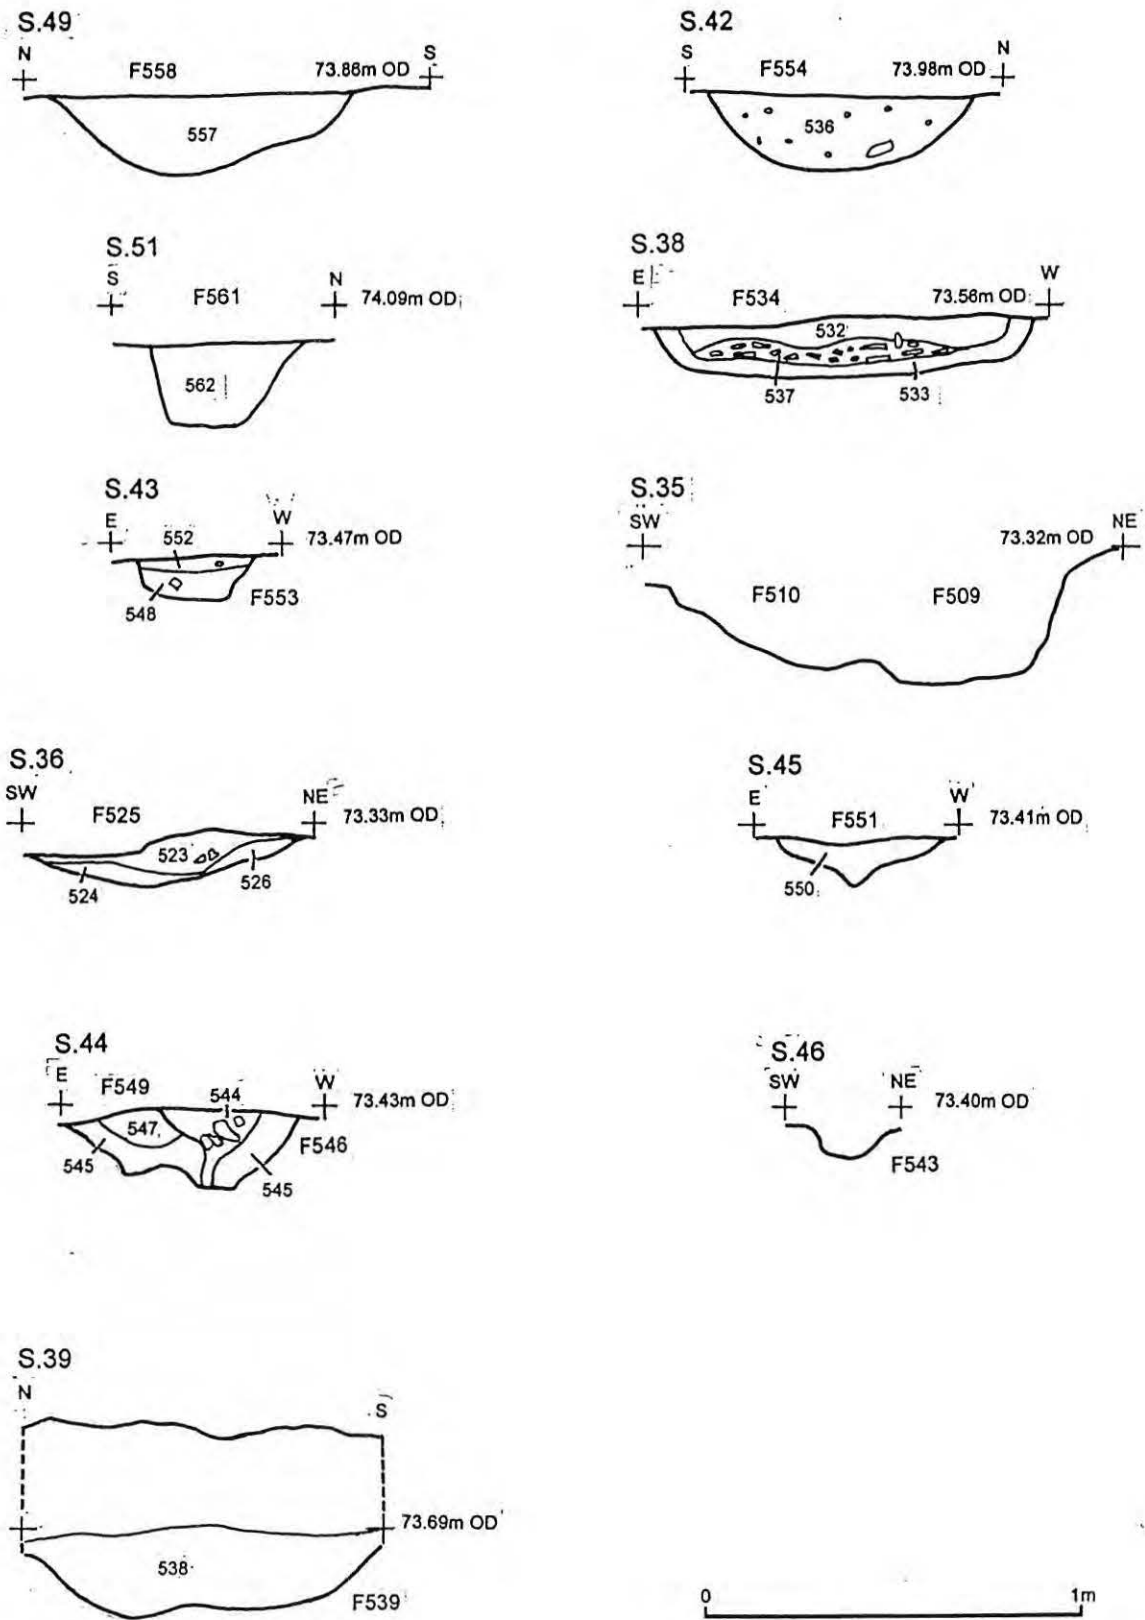 S.49
N
F558
73.86m OD
S
557
S.42
S
F554
73.98m OD
N
536
S.51
S
F561
N
74.09m OD
562
S.38
E
F534
73.56m OD
W
532
537
533
S.43
E
552
W
73.47m OD
548
F553
S.35
SW
73.32m OD
NE
F510
F509
S.36
SW
F525
NE
73.33m OD
523
524
526
S.45
E
F551
W
73.41m OD
550
S.44
E
F549
544
W
73.43m OD
547
F546
545
545
S.46
SW
NE
73.40m OD
F543
S.39
N
S
73.69m OD
538
F539
0
1m